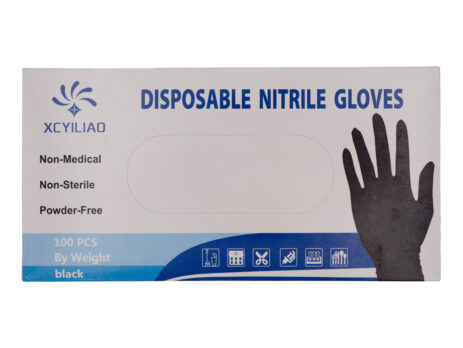 XCYILIAO
DISPOSABLE NITRILE GLOVES
Non-Medical
Non-Sterile
Powder-Free
100 PCS
By Weight
black